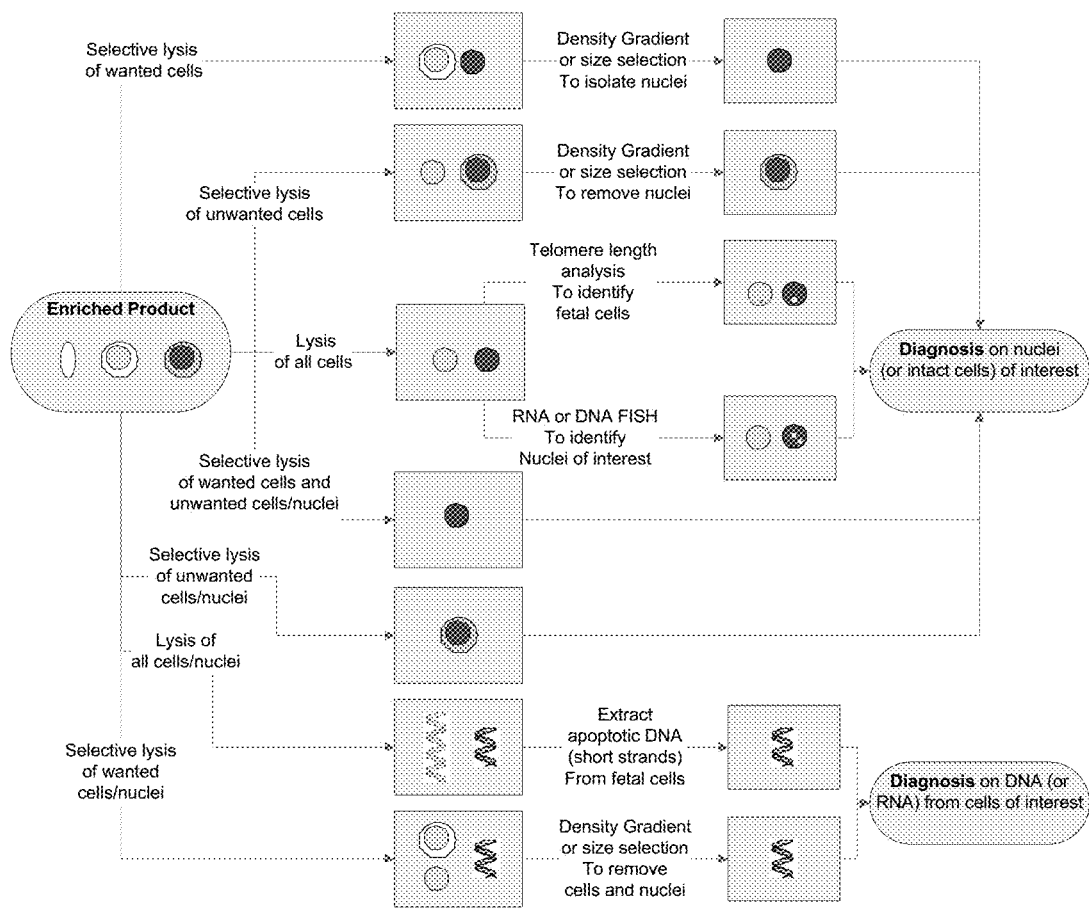 Selective lysis
of wanted cells
Density Gradient
or size selection
To isolate nuclei
Selective lysis
of unwanted cells
Density Gradient
or size selection
To remove nuclei
Enriched Product
Lysis
of all cells
Telomere length
analysis
To identify
fetal cells
RNA or DNA FISH
To identify
Nuclei of interest
Diagnosis on nuclei
(or intact cells) of interest
Selective lysis
of wanted cells and
unwanted cells/nuclei
Selective lysis
of unwanted
cells/nuclei
Lysis of
all cells/nuclei
Extract
apoptotic DNA
(short strands)
From fetal cells
Selective lysis
of wanted
cells/nuclei
Density Gradient
or size selection
To remove
cells and nuclei
Diagnosis on DNA (or
RNA) from cells of interest